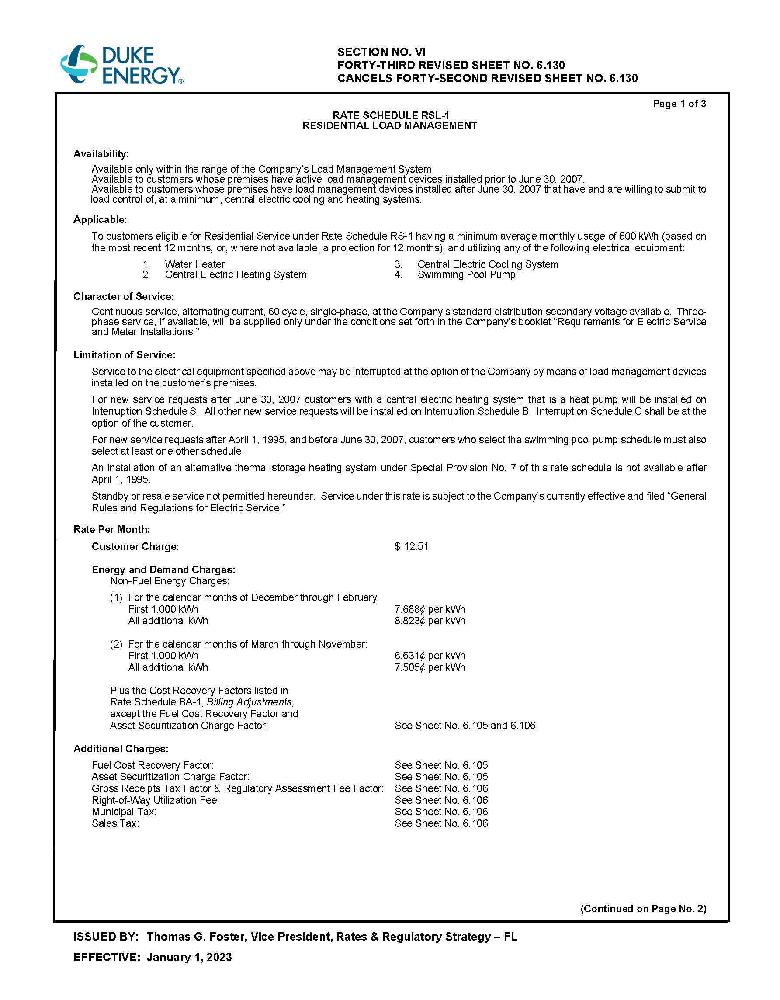 DUKE
ENERGY®
SECTION NO. VI
FORTY-THIRD REVISED SHEET NO. 6.130
CANCELS FORTY-SECOND REVISED SHEET NO. 6.130
Page 1 of 3
RATE SCHEDULE RSL-1
RESIDENTIAL LOAD MANAGEMENT
Availability:
Available only within the range of the Company’s Load Management System.
Available to customers whose premises have active load management devices installed prior to June 30, 2007.
Available to customers whose premises have load management devices installed after June 30, 2007 that have and are willing to submit to
load control of, at a minimum, central electric cooling and heating systems.
Applicable:
To customers eligible for Residential Service under Rate Schedule RS-1 having a minimum average monthly usage of 600 kWh (based on
the most recent 12 months, or, where not available, a projection for 12 months), and utilizing any of the following electrical equipment:
1. Water Heater 3. Central Electric Cooling System
2. Central Electric Heating System 4. Swimming Pool Pump
Character of Service:
Continuous service, alternating current, 60 cycle, single-phase, at the Company’s standard distribution secondary voltage available. Three-
phase service, if available, will be supplied only under the conditions set forth in the Company’s booklet “Requirements for Electric Service
and Meter Installations.”
Limitation of Service:
Service to the electrical equipment specified above may be interrupted at the option of the Company by means of load management devices
installed on the customer’s premises.
For new service requests after June 30, 2007 customers with a central electric heating system that is a heat pump will be installed on
Interruption Schedule S. All other new service requests will be installed on Interruption Schedule B. Interruption Schedule C shall be at the
option of the customer.
For new service requests after April 1, 1995, and before June 30, 2007, customers who select the swimming pool pump schedule must also
select at least one other schedule.
An installation of an alternative thermal storage heating system under Special Provision No. 7 of this rate schedule is not available after
April 1, 1995.
Standby or resale service not permitted hereunder. Service under this rate is subject to the Company’s currently effective and filed “General
Rules and Regulations for Electric Service.”
Rate Per Month:
Customer Charge: $ 12.51
Energy and Demand Charges:
Non-Fuel Energy Charges:
(1) For the calendar months of December through February
First 1,000 kWh 7.688¢ per kWh
All additional kWh 8.823¢ per kWh
(2) For the calendar months of March through November:
First 1,000 kWh 6.631¢ per kWh
All additional kWh 7.505¢ per kWh
Plus the Cost Recovery Factors listed in
Rate Schedule BA-1, Billing Adjustments,
except the Fuel Cost Recovery Factor and
Asset Securitization Charge Factor: See Sheet No. 6.105 and 6.106
Additional Charges:
Fuel Cost Recovery Factor: See Sheet No. 6.105
Asset Securitization Charge Factor: See Sheet No. 6.105
Gross Receipts Tax Factor & Regulatory Assessment Fee Factor: See Sheet No. 6.106
Right-of-Way Utilization Fee: See Sheet No. 6.106
Municipal Tax: See Sheet No. 6.106
Sales Tax: See Sheet No. 6.106
(Continued on Page No. 2)
ISSUED BY: Thomas G. Foster, Vice President, Rates & Regulatory Strategy – FL
EFFECTIVE: January 1, 2023